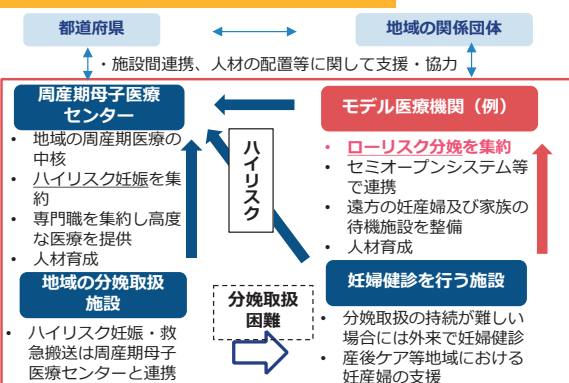 都道府県
地域の関係団体
・施設間連携、人材の配置等に関して支援・協力
周産期母子医療
センター
• 地域の周産期医療の
中核
• ハイリスク妊娠を集
約
• 専門職を集約し高度
な医療を提供
• 人材育成
ハイリスク
モデル医療機関（例）
• ローリスク分娩を集約
• セミオープンシステム等
で連携
• 遠方の妊産婦及び家族の
待機施設を整備
• 人材育成
地域の分娩取扱
施設
• ハイリスク妊娠・救
急搬送は周産期母子
医療センターと連携
分娩取扱
困難
妊婦健診を行う施設
• 分娩取扱の持続が難しい
場合には外来で妊婦健診
• 産後ケア等地域における
妊産婦の支援